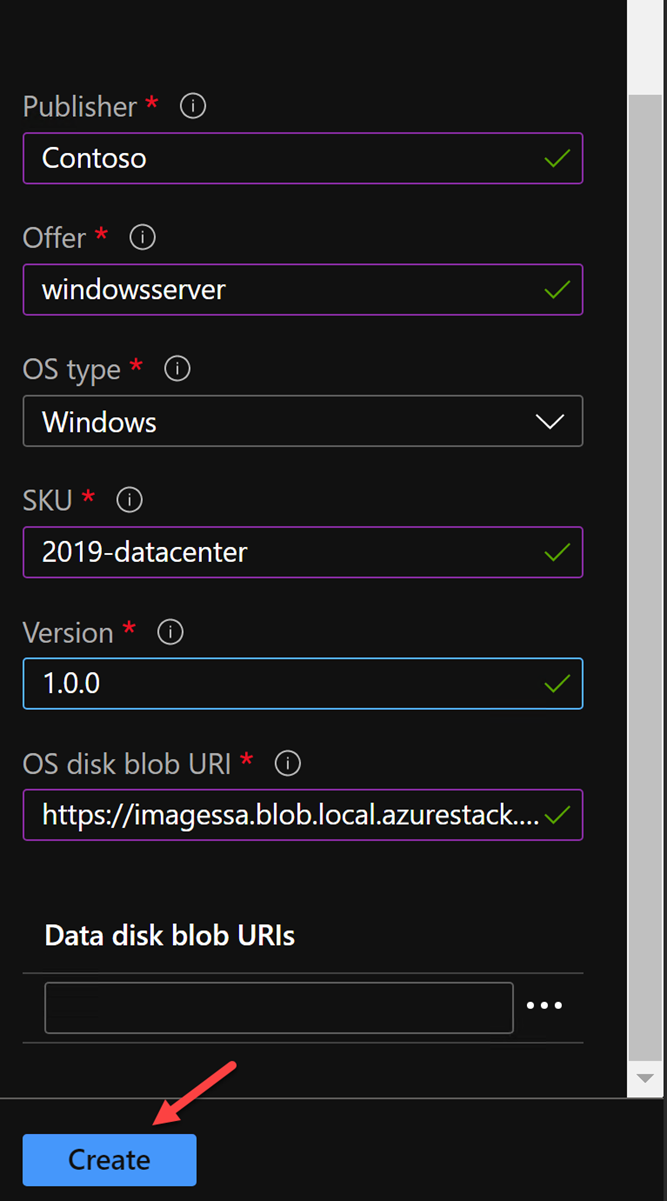 Publisher *
Contoso
Offer *
windowsserver
OS type *
Windows
SKU *
2019-datacenter
Version *
1.0.0
OS disk blob URI *
https://imagessa.blob.local.azurestack....
Data disk blob URIs
Create